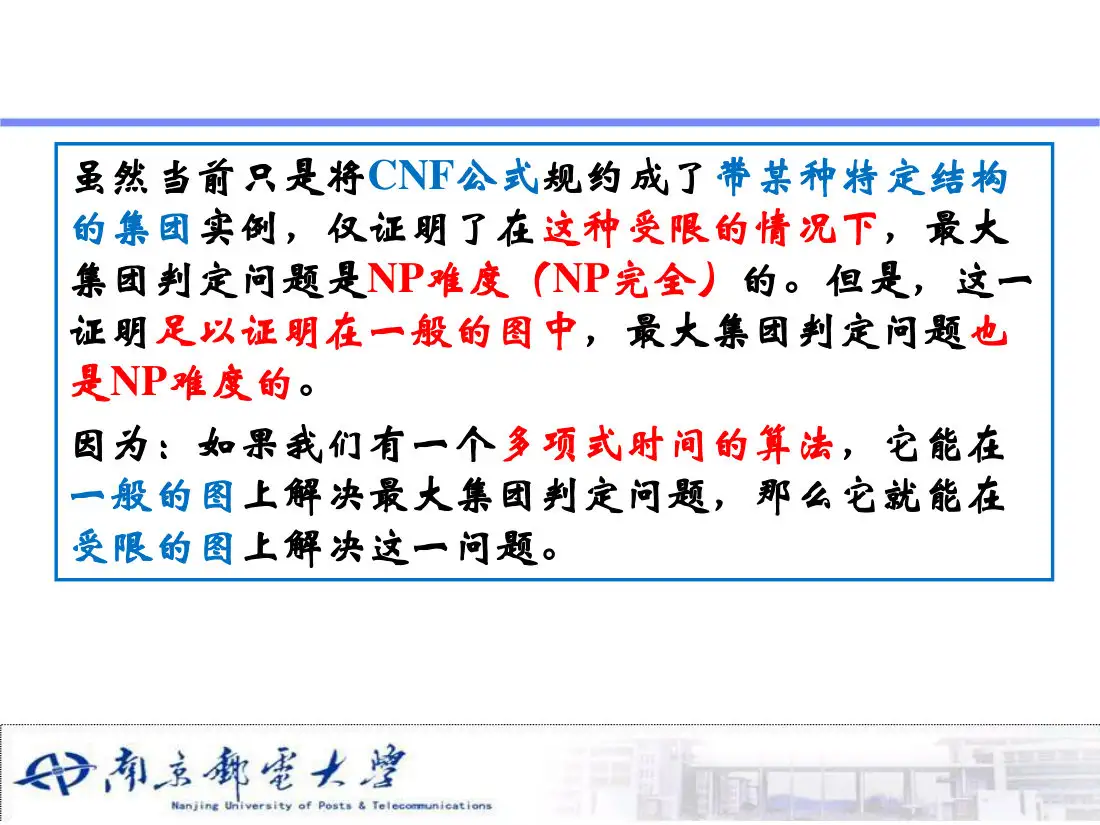 虽然当前只是将CNF公式规约成了带某种特定结构
的集团实例，仅证明了在这种受限的情况下，最大
集团判定问题是NP难度（NP完全）的。但是，这一
证明足以证明在一般的图中，最大集团判定问题也
是NP难度的。
因为：如果我们有一个多项式时间的算法，它能在
一般的图上解决最大集团判定问题，那么它就能在
受限的图上解决这一问题。
南京郵電大學
Nanjing University of Posts & Telecommunications